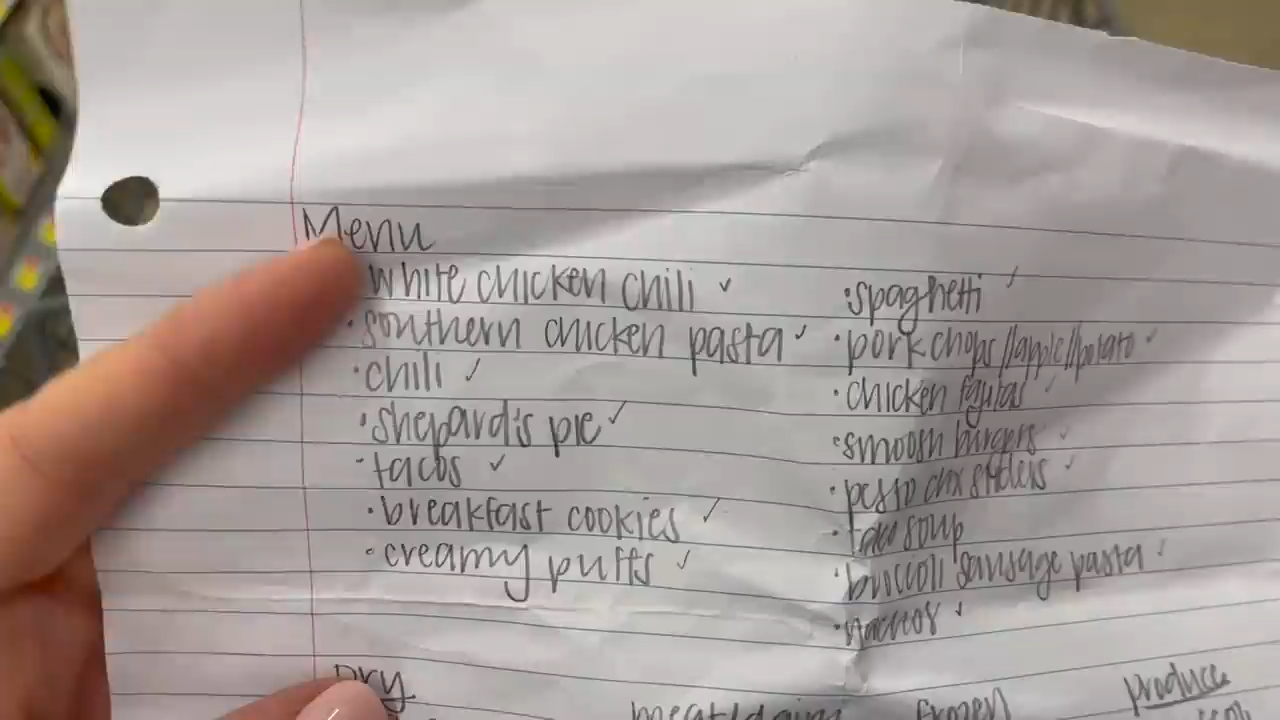 Menu
white chicken chili ✓
• southern chicken pasta ✓
• chili ✓
• shepard's pie ✓
• tacos ✓
• breakfast cookies ✓
• creamy puffs ✓
• spaghetti ✓
• pork chops//apple//potato ✓
• chicken fajitas ✓
• smoosh burgers ✓
• pesto chx sliders ✓
• taco soup
• broccoli sausage pasta ✓
• nachos ✓
Dry
meat/dairy
frozen
produce